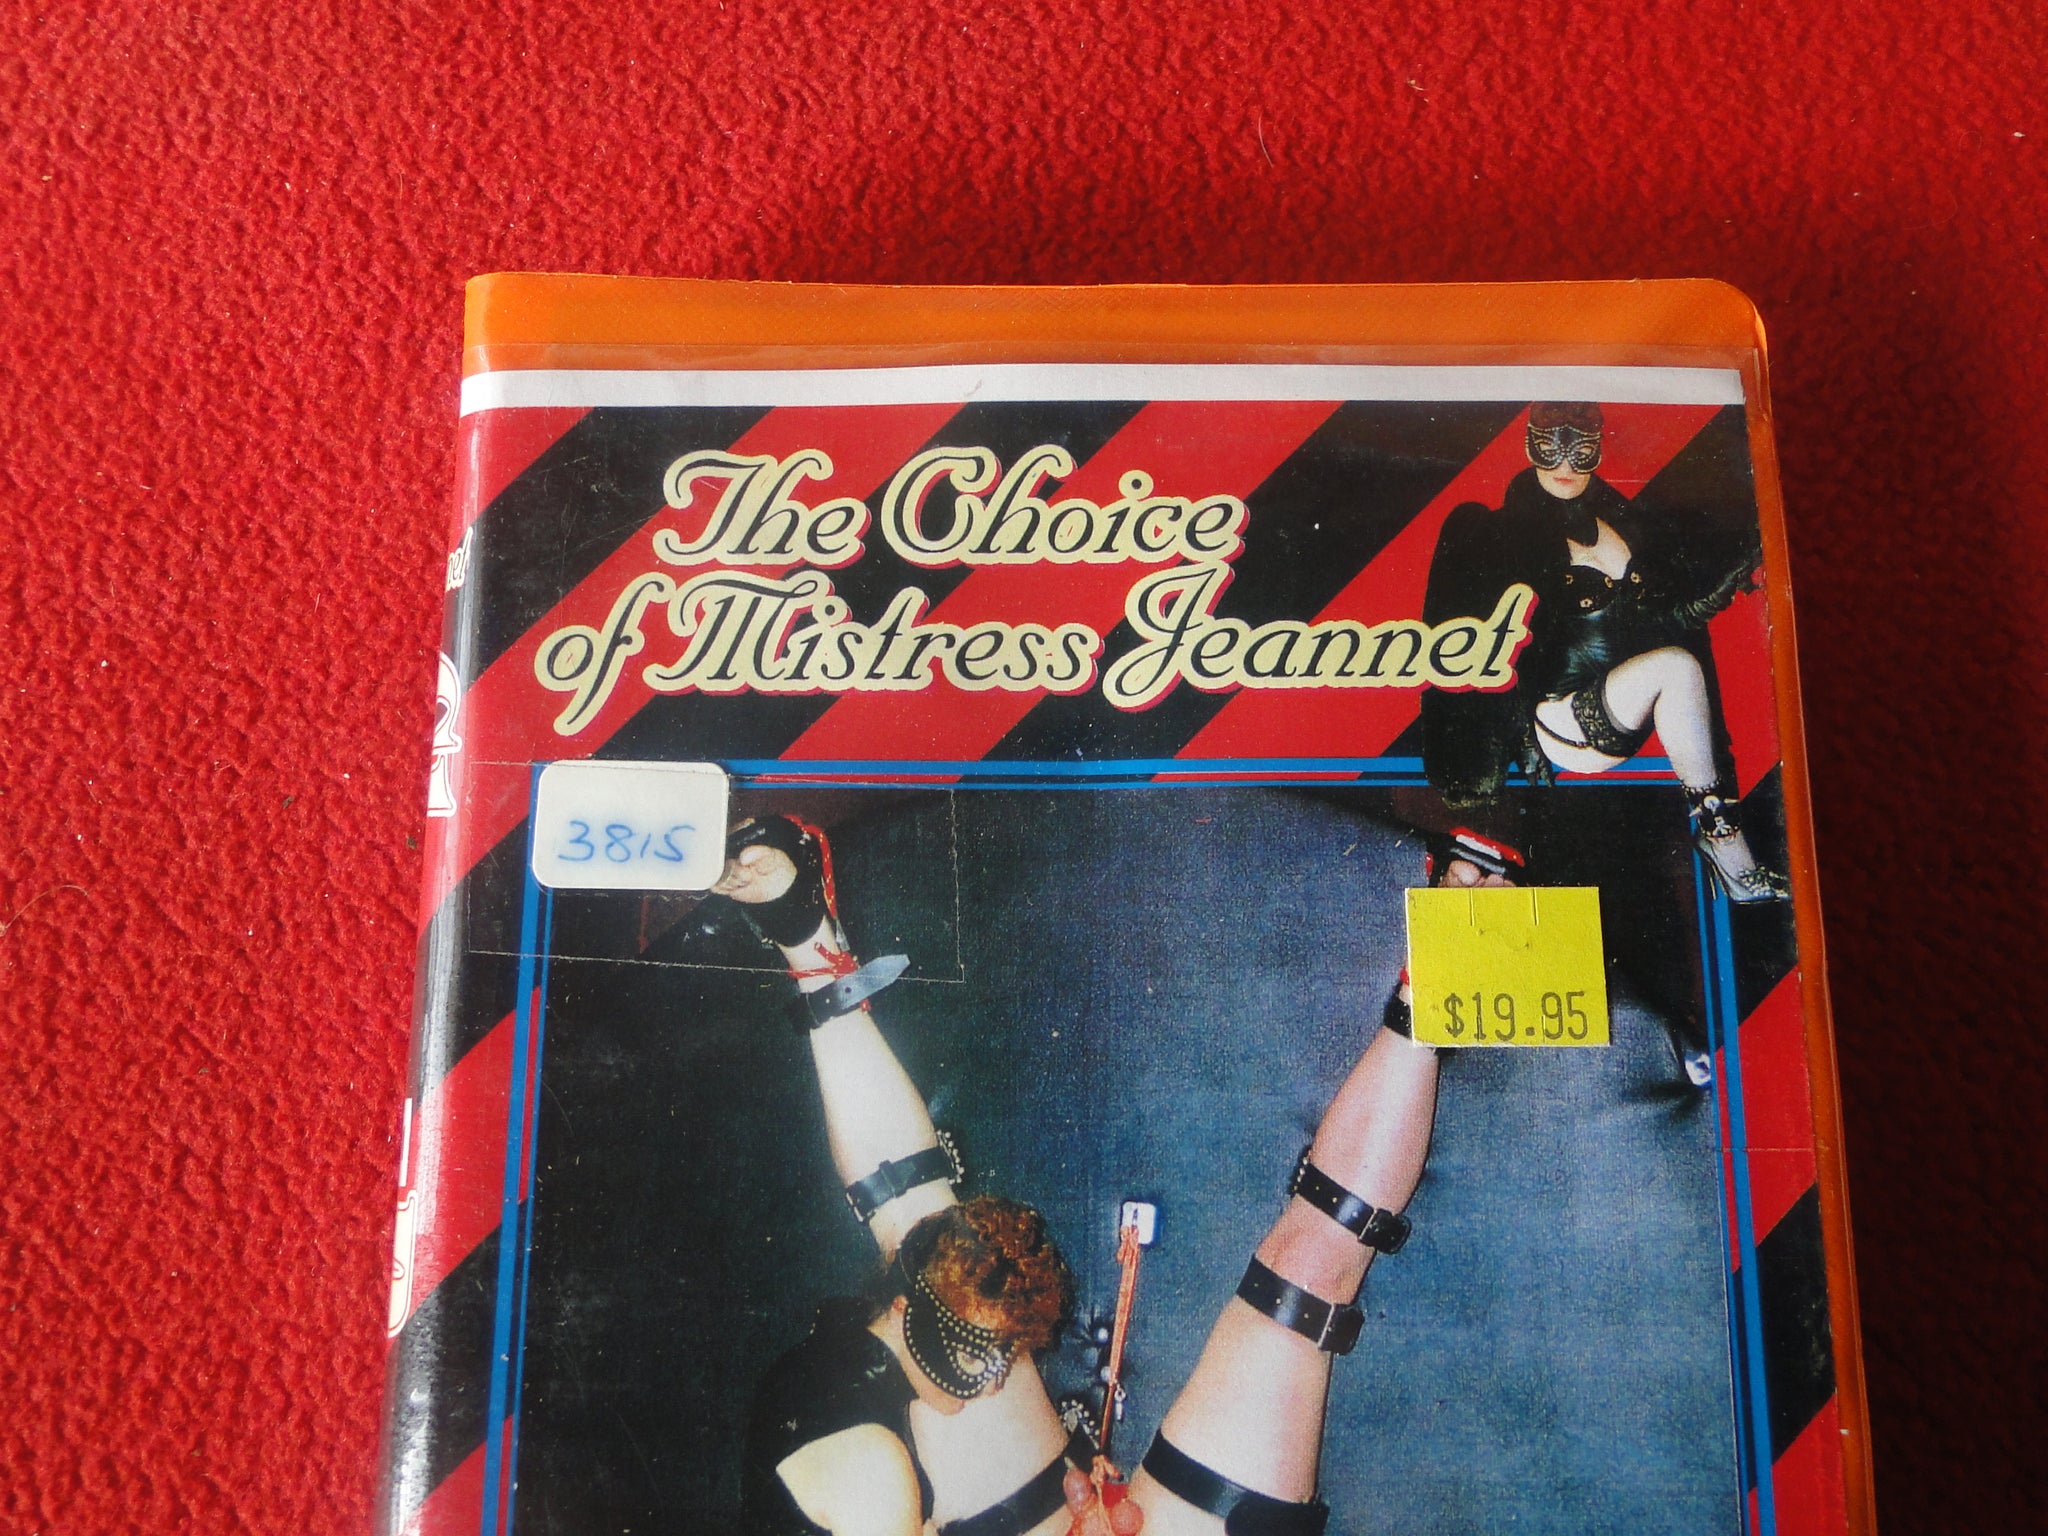 The Choice
of Mistress Jeannet
3815
$19.95